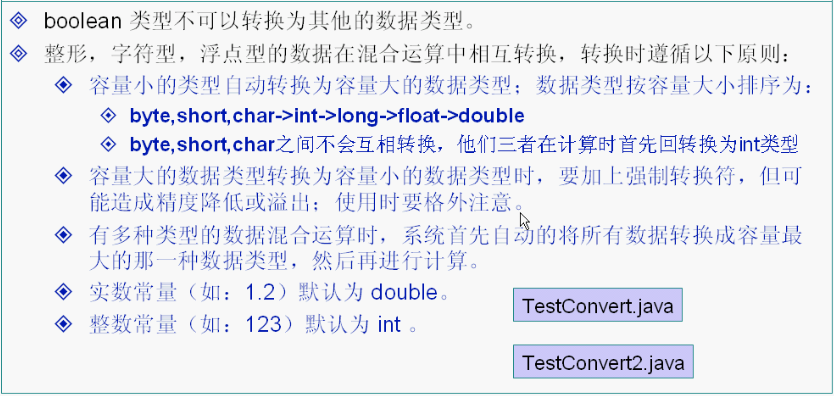 boolean 类型不可以转换为其他的数据类型。
整形，字符型，浮点型的数据在混合运算中相互转换，转换时遵循以下原则：
容量小的类型自动转换为容量大的数据类型；数据类型按容量大小排序为：
byte,short,char->int->long->float->double
byte,short,char之间不会互相转换，他们三者在计算时首先回转换为int类型
容量大的数据类型转换为容量小的数据类型时，要加上强制转换符，但可
能造成精度降低或溢出；使用时要格外注意。
有多种类型的数据混合运算时，系统首先自动的将所有数据转换成容量最
大的那一种数据类型，然后再进行计算。
实数常量（如：1.2）默认为 double。
整数常量（如：123）默认为 int 。
TestConvert.java
TestConvert2.java